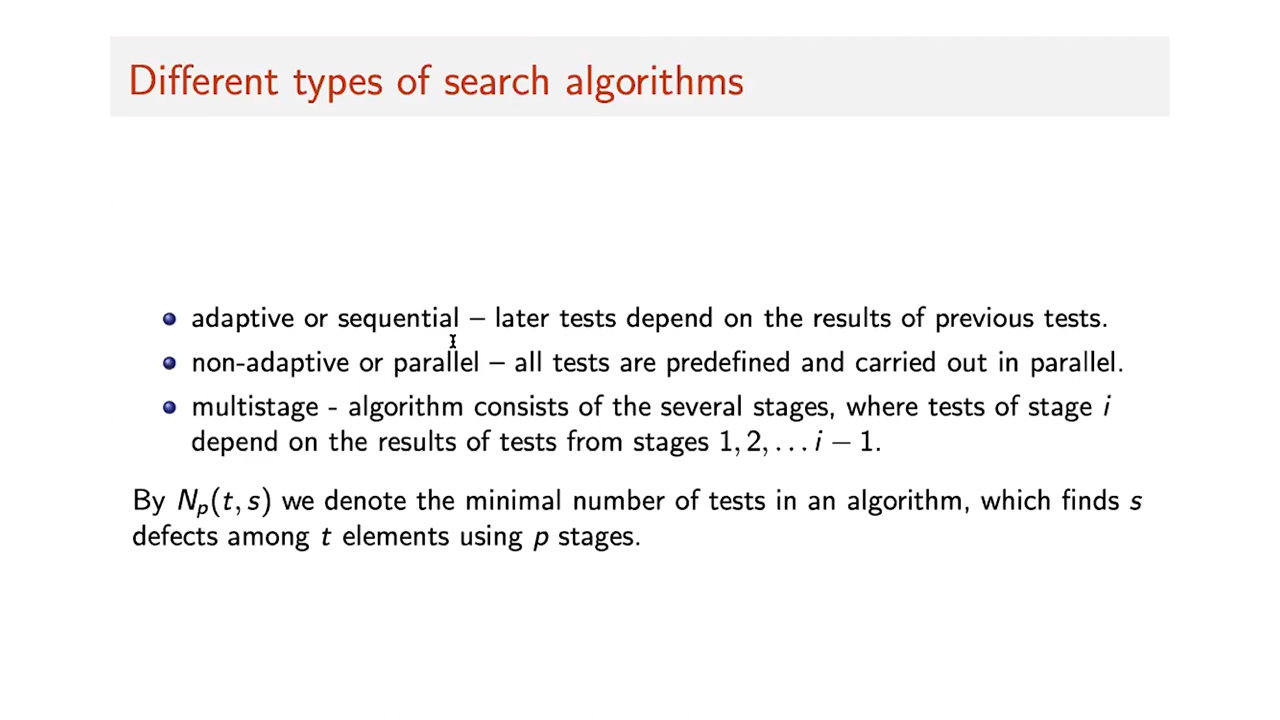 Different types of search algorithms
adaptive or sequential – later tests depend on the results of previous tests.
non-adaptive or parallel – all tests are predefined and carried out in parallel.
multistage - algorithm consists of the several stages, where tests of stage i
depend on the results of tests from stages 1, 2, . . . i − 1.
By Nₚ(t, s) we denote the minimal number of tests in an algorithm, which finds s
defects among t elements using p stages.